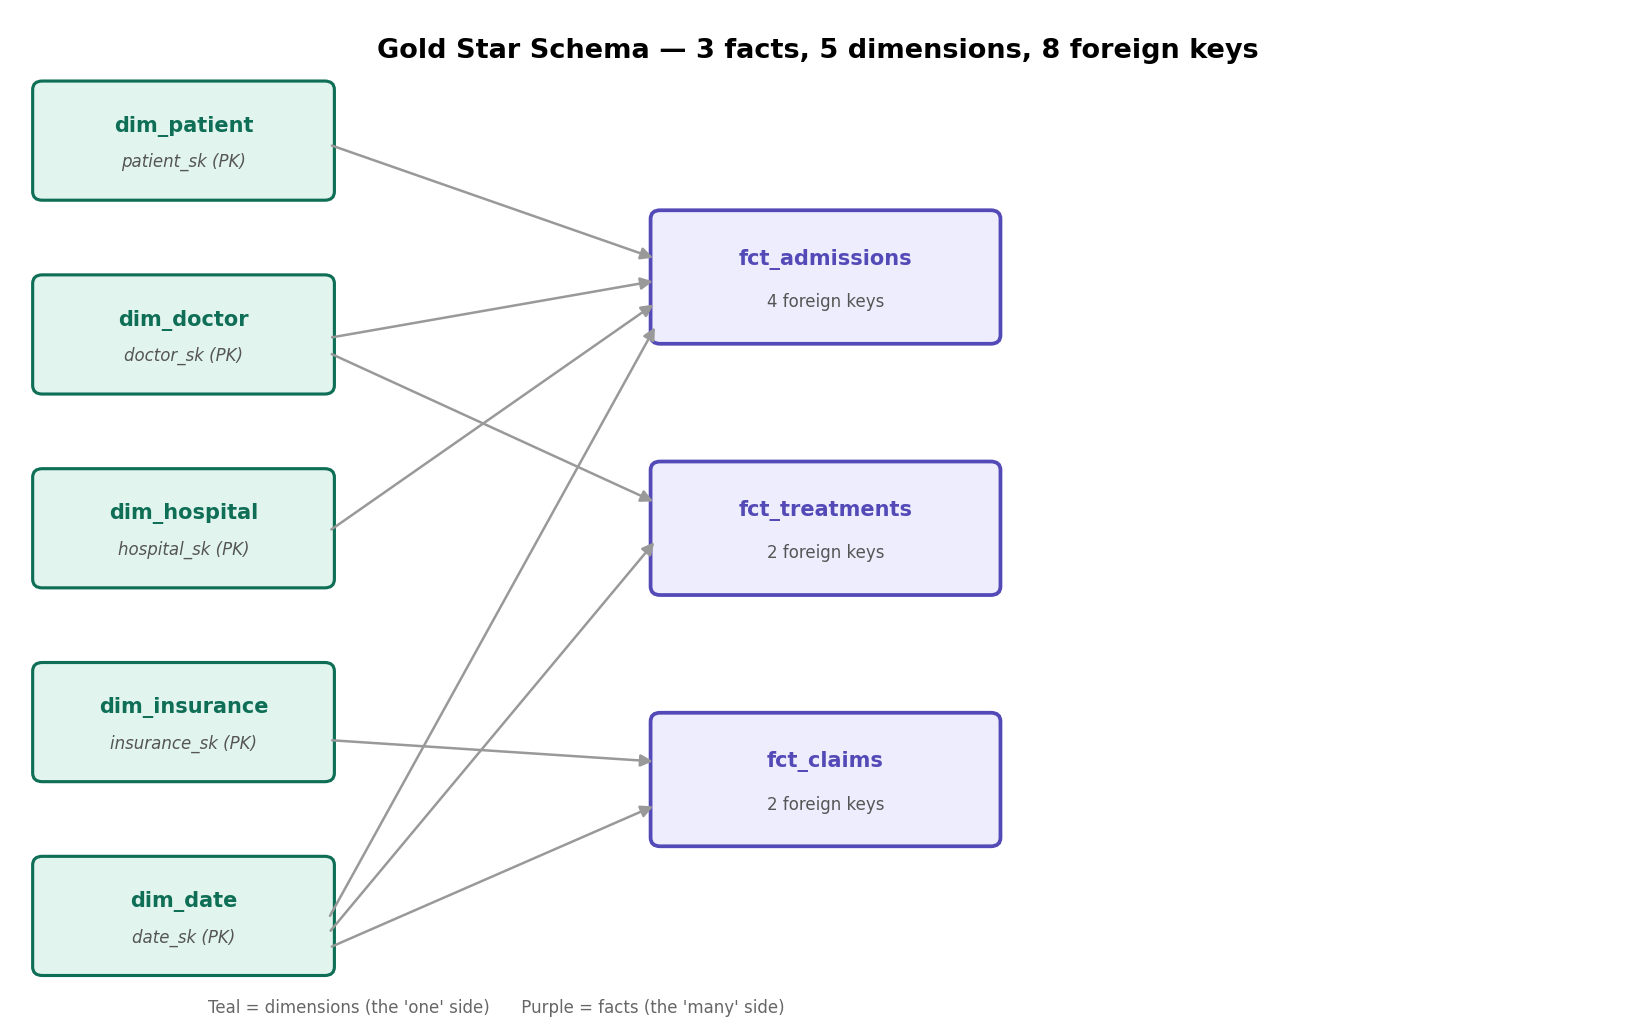 Gold Star Schema — 3 facts, 5 dimensions, 8 foreign keys
dim_patient
patient_sk (PK)
dim_doctor
doctor_sk (PK)
dim_hospital
hospital_sk (PK)
dim_insurance
insurance_sk (PK)
dim_date
date_sk (PK)
fct_admissions
4 foreign keys
fct_treatments
2 foreign keys
fct_claims
2 foreign keys
Teal = dimensions (the 'one' side) Purple = facts (the 'many' side)